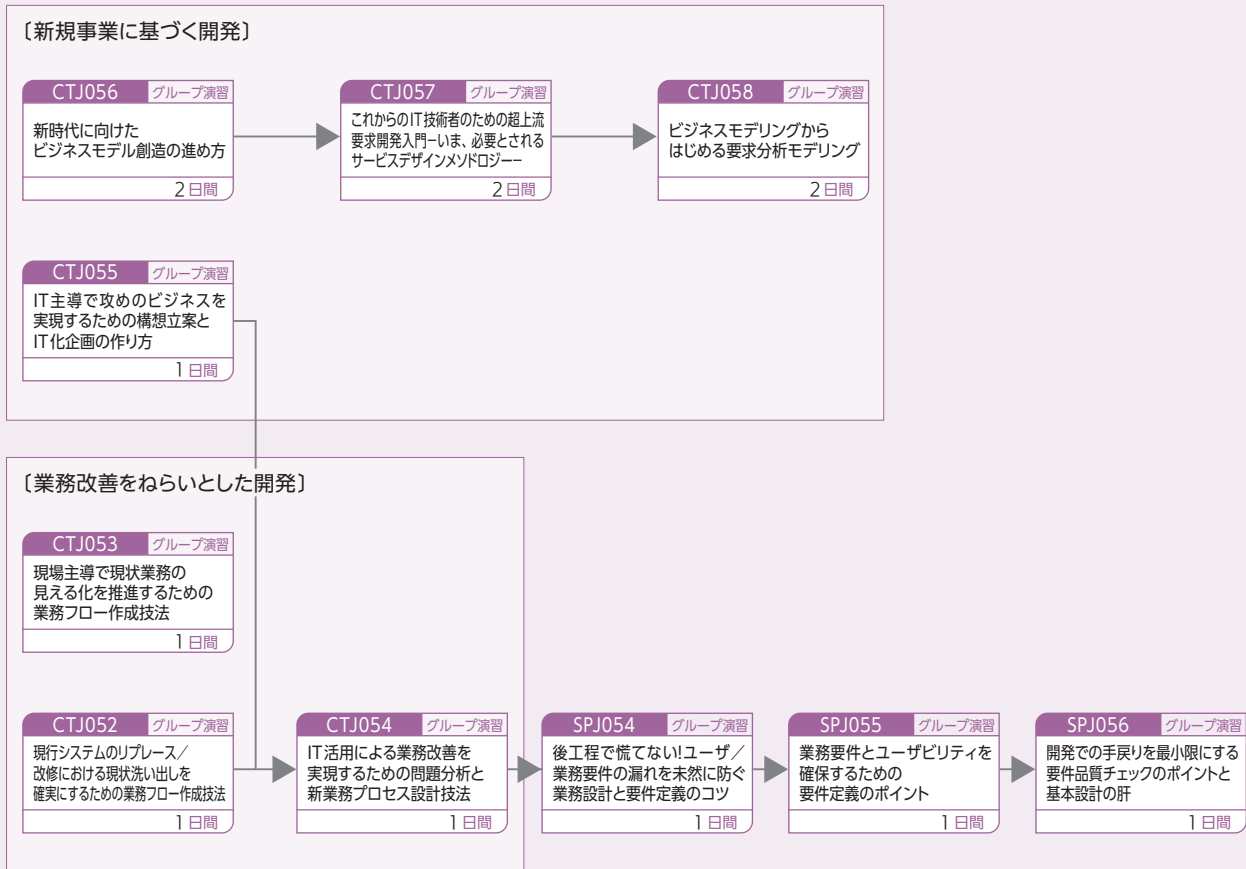 〔新規事業に基づく開発〕
CTJ056 グループ演習
新時代に向けた
ビジネスモデル創造の進め方
2日間
CTJ057 グループ演習
これからのIT技術者のための超上流
要求開発入門−いま、必要とされる
サービスデザインメソドロジー−
2日間
CTJ058 グループ演習
ビジネスモデリングから
はじめる要求分析モデリング
2日間
CTJ055 グループ演習
IT主導で攻めのビジネスを
実現するための構想立案と
IT化企画の作り方
1日間
〔業務改善をねらいとした開発〕
CTJ053 グループ演習
現場主導で現状業務の
見える化を推進するための
業務フロー作成技法
1日間
CTJ052 グループ演習
現行システムのリプレース/
改修における現状洗い出しを
確実にするための業務フロー作成技法
1日間
CTJ054 グループ演習
IT活用による業務改善を
実現するための問題分析と
新業務プロセス設計技法
1日間
SPJ054 グループ演習
後工程で慌てない!ユーザ/
業務要件の漏れを未然に防ぐ
業務設計と要件定義のコツ
1日間
SPJ055 グループ演習
業務要件とユーザビリティを
確保するための
要件定義のポイント
1日間
SPJ056 グループ演習
開発での手戻りを最小限にする
要件品質チェックのポイントと
基本設計の肝
1日間